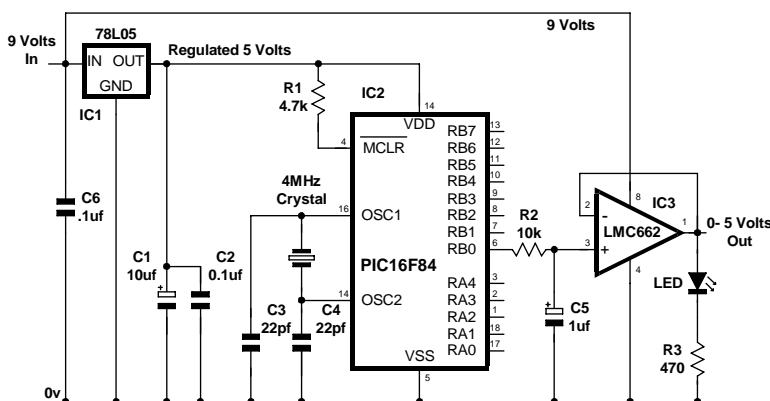 9 Volts
In
78L05
IN OUT
GND
IC1
Regulated 5 Volts
9 Volts
R1
4.7k
IC2
14
VDD
4
MCLR
RB7
13
RB6
12
RB5
11
RB4
10
RB3
9
RB2
8
RB1
7
RB0
6
C6
.1uf
4MHz
Crystal
16
OSC1
R2
10k
2
-
8
IC3
LMC662
1
0- 5 Volts
Out
3
+
4
PIC16F84
C1
10uf
+
C2
0.1uf
14
OSC2
C3
22pf
C4
22pf
RA4
3
RA3
2
RA2
1
RA1
18
RA0
17
+
C5
1uf
LED
R3
470
VSS
5
0v